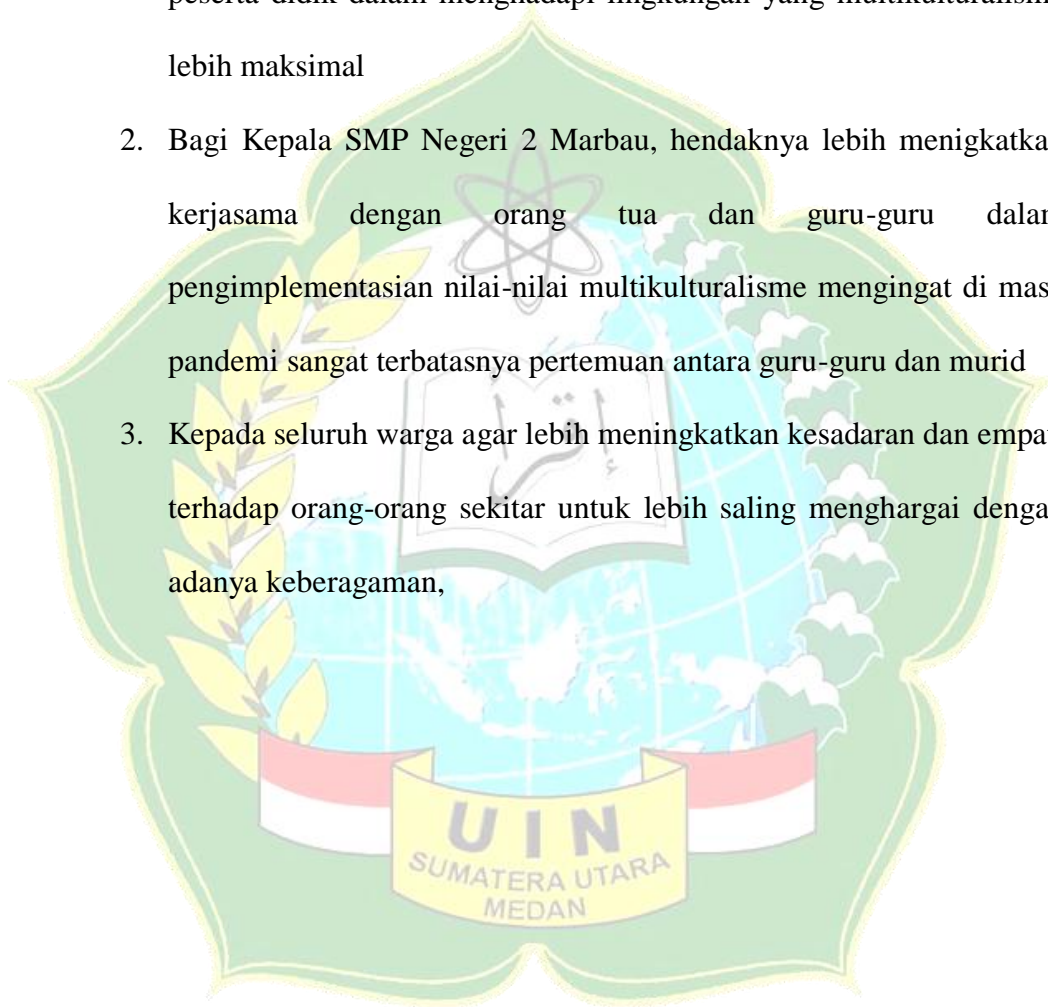 peserta didik dalam menghadapi lingkungan yang multikulturalism
lebih maksimal
2. Bagi Kepala SMP Negeri 2 Marbau, hendaknya lebih menigkatka
kerjasama dengan orang tua dan guru-guru dalam
pengimplementasian nilai-nilai multikulturalisme mengingat di mas
pandemi sangat terbatasnya pertemuan antara guru-guru dan murid
3. Kepada seluruh warga agar lebih meningkatkan kesadaran dan empat
terhadap orang-orang sekitar untuk lebih saling menghargai denga
adanya keberagaman,
إقرأ
UIN
SUMATERA UTARA
MEDAN